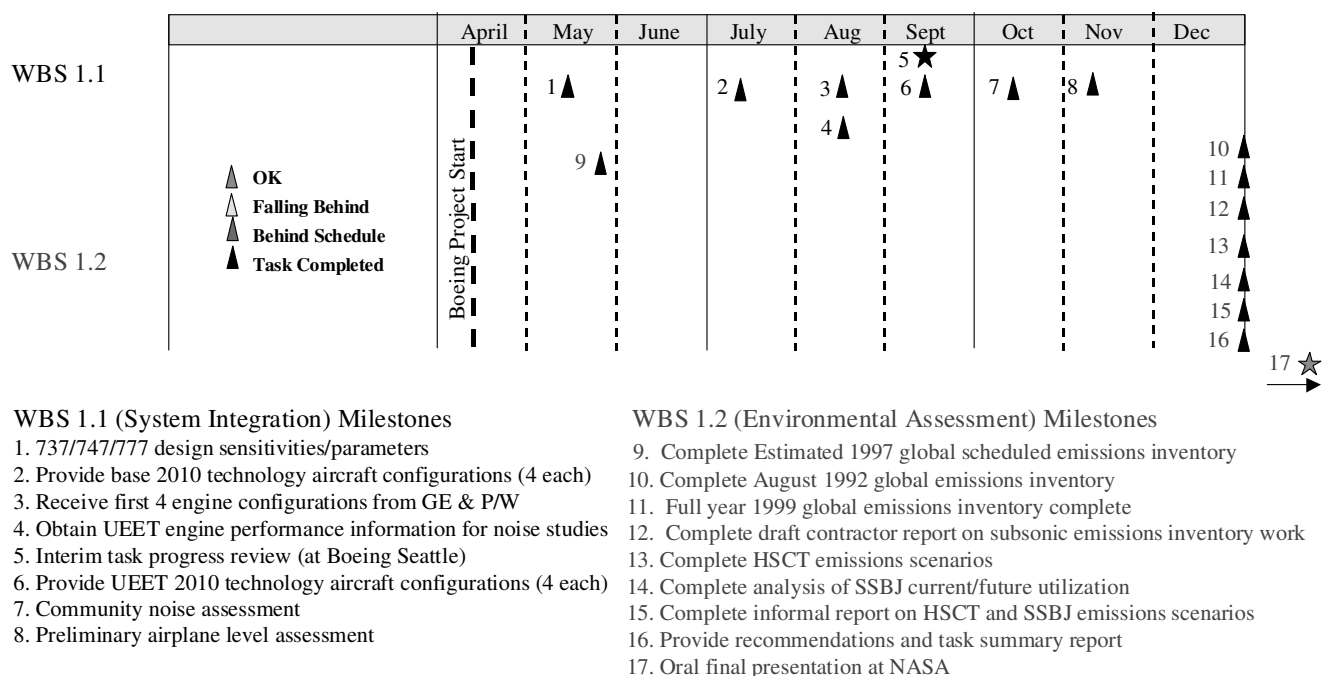 April May June July Aug Sept Oct Nov Dec
5
WBS 1.1
1 2 3 6 7 8
4
10
9
11
OK
Falling Behind
12
Behind Schedule
WBS 1.2
Task Completed
13
Boeing Project Start
14
15
16
17
WBS 1.1 (System Integration) Milestones
1. 737/747/777 design sensitivities/parameters
2. Provide base 2010 technology aircraft configurations (4 each)
3. Receive first 4 engine configurations from GE & P/W
4. Obtain UEET engine performance information for noise studies
5. Interim task progress review (at Boeing Seattle)
6. Provide UEET 2010 technology aircraft configurations (4 each)
7. Community noise assessment
8. Preliminary airplane level assessment
WBS 1.2 (Environmental Assessment) Milestones
9. Complete Estimated 1997 global scheduled emissions inventory
10. Complete August 1992 global emissions inventory
11. Full year 1999 global emissions inventory complete
12. Complete draft contractor report on subsonic emissions inventory work
13. Complete HSCT emissions scenarios
14. Complete analysis of SSBJ current/future utilization
15. Complete informal report on HSCT and SSBJ emissions scenarios
16. Provide recommendations and task summary report
17. Oral final presentation at NASA